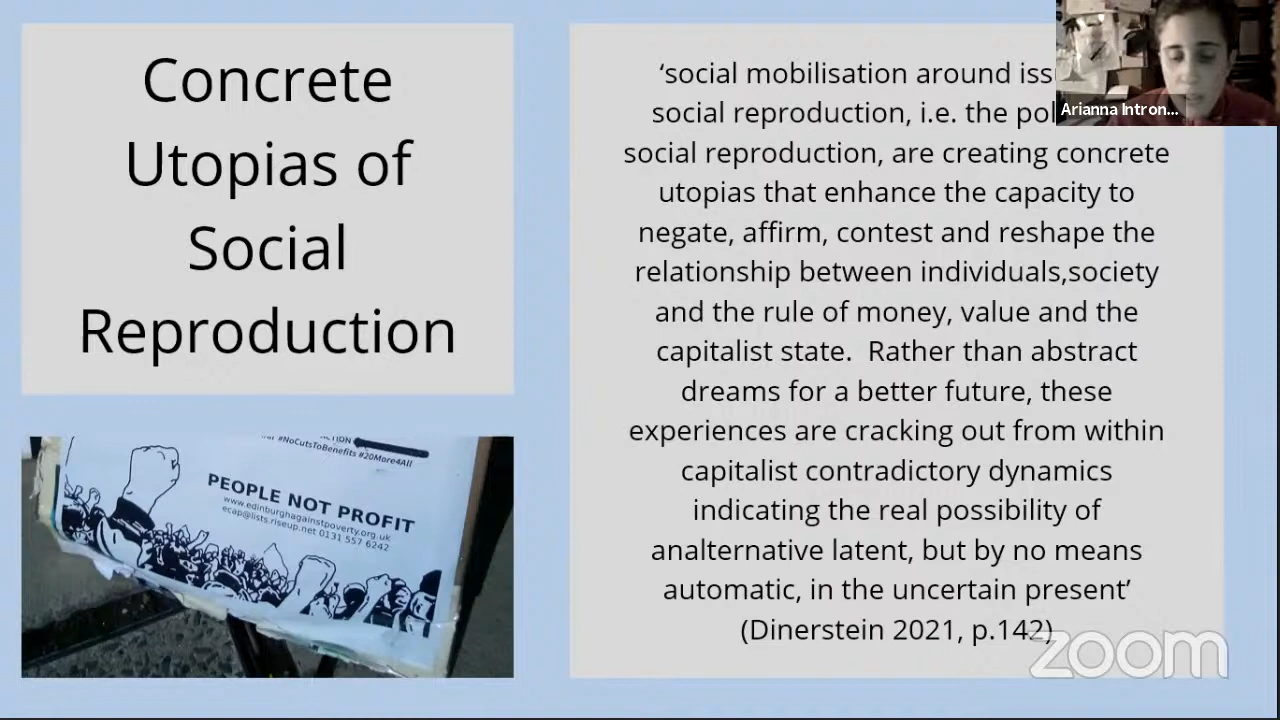 Concrete
Utopias of
Social
Reproduction
#NoCutsToBenefits #20More4All
PEOPLE NOT PROFIT
www.edinburghagainstpoverty.org.uk
ecap@lists.riseup.net 0131 557 6242
‘social mobilisation around
social reproduction, i.e. the
social reproduction, are creating concrete
utopias that enhance the capacity to
negate, affirm, contest and reshape the
relationship between individuals,society
and the rule of money, value and the
capitalist state. Rather than abstract
dreams for a better future, these
experiences are cracking out from within
capitalist contradictory dynamics
indicating the real possibility of
analternative latent, but by no means
automatic, in the uncertain present’
(Dinerstein 2021, p.142)
Arianna Intron...
zoom